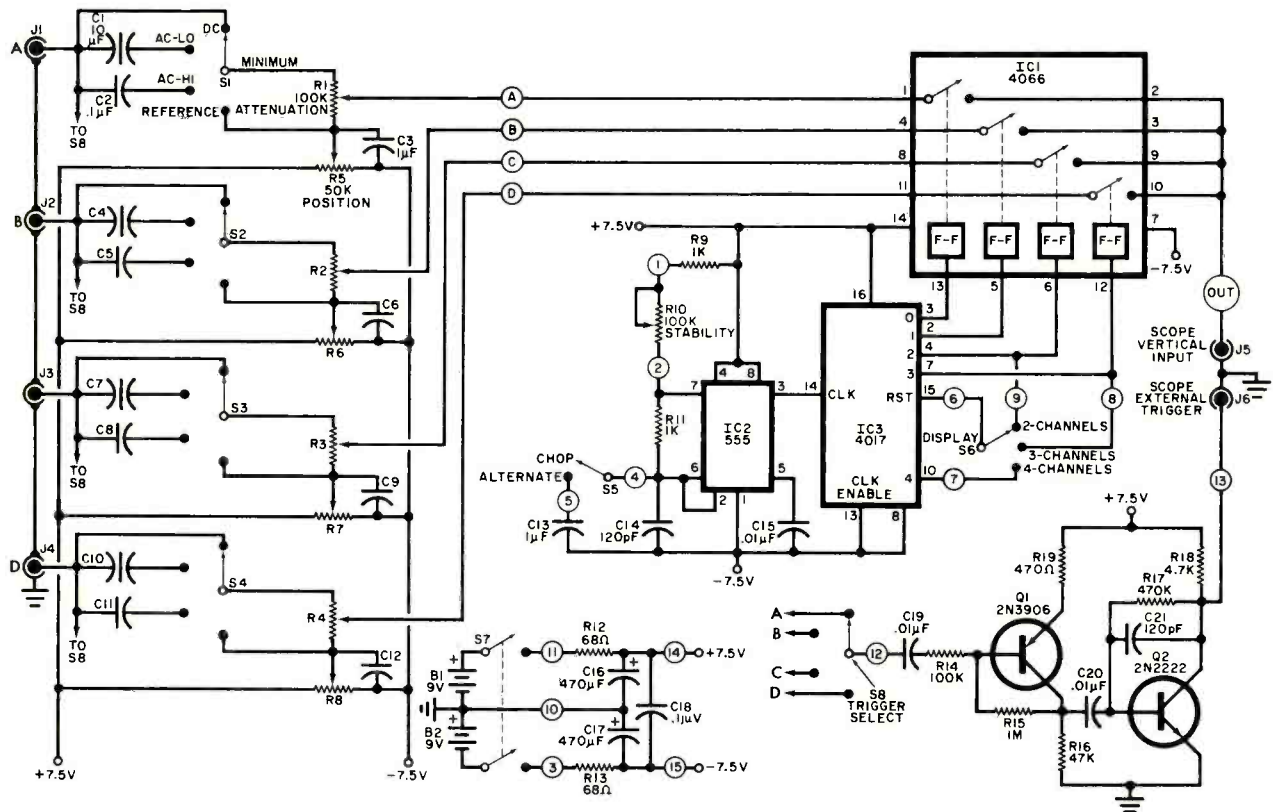 J1
A
C1
10
µF
AC-LO
DC
AC-HI
C2
.1µF
TO
S8
MINIMUM
S1
REFERENCE
ATTENUATION
R1
100K
C3
1µF
R5
50K
POSITION
A
B
C
D
J2
B
C4
C5
TO
S8
S2
R2
C6
R6
J3
C
C7
C8
TO
S8
S3
R3
C9
R7
J4
D
C10
C11
TO
S8
S4
R4
C12
R8
+7.5V
-7.5V
IC1
4066
1
4
8
11
14
2
3
9
10
7
-7.5V
F-F
F-F
F-F
F-F
13
5
6
12
+7.5V
R9
1K
1
R10
100K
STABILITY
2
R11
1K
7
4
8
3
IC2
555
6
2
1
5
CHOP
ALTERNATE
S5
4
5
C13
1µF
C14
120pF
C15
.01µF
-7.5V
16
14
CLK
IC3
4017
0
1
2
3
RST
4
CLK
ENABLE
3
2
4
7
15
10
13
8
6
9
8
7
DISPLAY
S6
2-CHANNELS
3-CHANNELS
4-CHANNELS
OUT
SCOPE
VERTICAL
INPUT
J5
SCOPE
EXTERNAL
TRIGGER
J6
13
+7.5V
R19
470Ω
R18
4.7K
R17
470K
C21
120pF
Q1
2N3906
Q2
2N2222
C20
.01µF
R15
1M
R16
47K
A
B
C
D
S8
TRIGGER
SELECT
12
C19
.01µF
R14
100K
S7
+
B1
9V
+
B2
9V
11
R12
68Ω
+
C16
470µF
14
+7.5V
10
+
C17
470µF
C18
.1µV
3
R13
68Ω
15
-7.5V